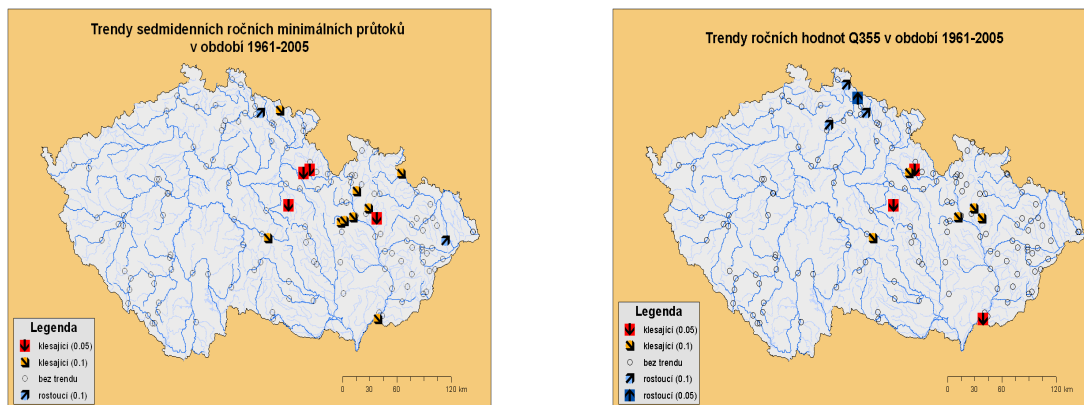 Trendy sedmidenních ročních minimálních průtoků
v období 1961-2005
Legenda
klesající (0.05)
klesající (0.1)
bez trendu
rostoucí (0.1)
0 30 60 120 km
Trendy ročních hodnot Q355 v období 1961-2005
Legenda
klesající (0.05)
klesající (0.1)
bez trendu
rostoucí (0.1)
rostoucí (0.05)
0 30 60 120 km